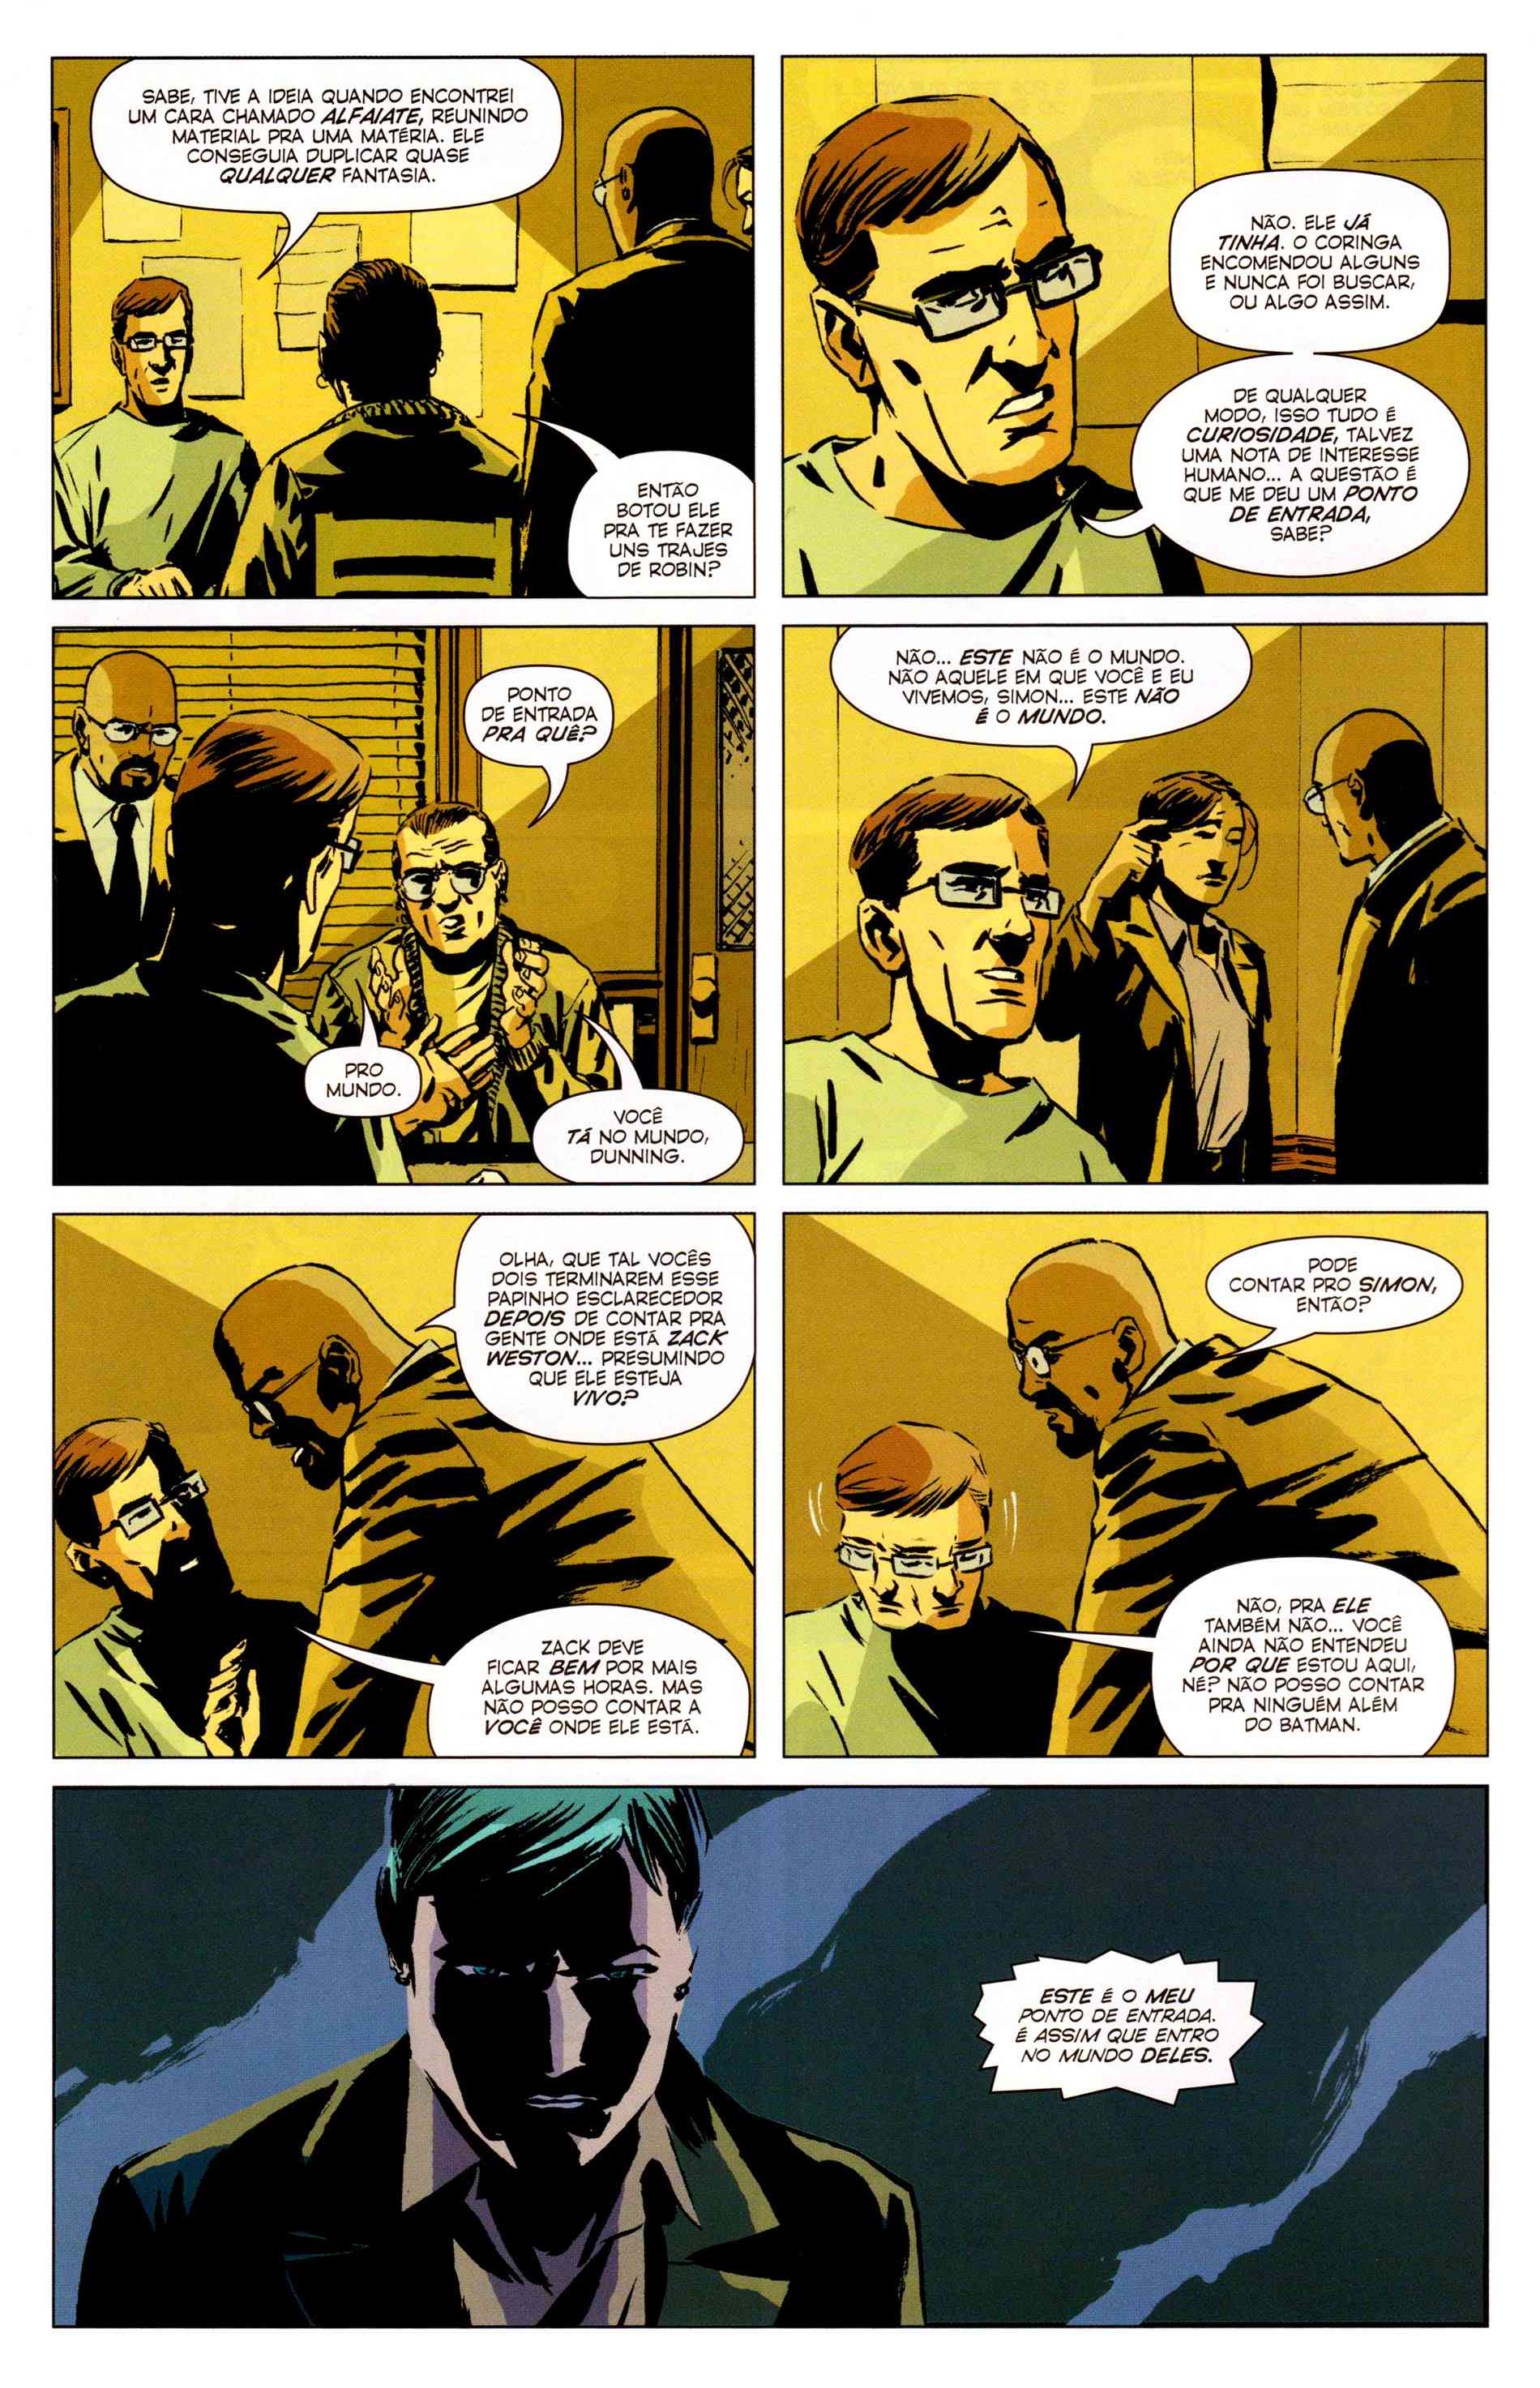 SABE, TIVE A IDEIA QUANDO ENCONTREI
UM CARA CHAMADO ALFAIATE, REUNINDO
MATERIAL PRA UMA MATÉRIA. ELE
CONSEGUIA DUPLICAR QUASE
QUALQUER FANTASIA.
ENTÃO
BOTOU ELE
PRA TE FAZER
UNS TRAJES
DE ROBIN?
NÃO. ELE JÁ
TINHA. O CORINGA
ENCOMENDOU ALGUNS
E NUNCA FOI BUSCAR,
OU ALGO ASSIM.
DE QUALQUER
MODO, ISSO TUDO É
CURIOSIDADE, TALVEZ
UMA NOTA DE INTERESSE
HUMANO... A QUESTÃO É
QUE ME DEU UM PONTO
DE ENTRADA,
SABE?
PONTO
DE ENTRADA
PRA QUÊ?
PRO
MUNDO.
VOCÊ
TÁ NO MUNDO,
DUNNING.
NÃO... ESTE NÃO É O MUNDO.
NÃO AQUELE EM QUE VOCÊ E EU
VIVEMOS, SIMON... ESTE NÃO
É O MUNDO.
OLHA, QUE TAL VOCÊS
DOIS TERMINAREM ESSE
PAPINHO ESCLARECEDOR
DEPOIS DE CONTAR PRA
GENTE ONDE ESTÁ ZACK
WESTON... PRESUMINDO
QUE ELE ESTEJA
VIVO?
ZACK DEVE
FICAR BEM POR MAIS
ALGUMAS HORAS. MAS
NÃO POSSO CONTAR A
VOCÊ ONDE ELE ESTÁ.
PODE
CONTAR PRO SIMON,
ENTÃO?
NÃO, PRA ELE
TAMBÉM NÃO... VOCÊ
AINDA NÃO ENTENDEU
POR QUE ESTOU AQUI,
NÉ? NÃO POSSO CONTAR
PRA NINGUÉM ALÉM
DO BATMAN.
ESTE É O MEU
PONTO DE ENTRADA.
É ASSIM QUE ENTRO
NO MUNDO DELES.